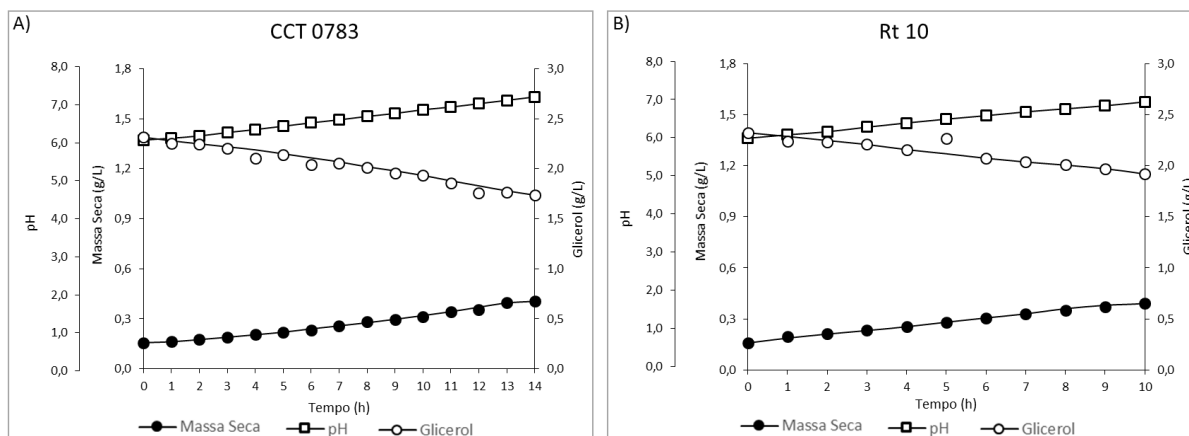 A)
CCT 0783
8,0
7,0
6,0
5,0
4,0
3,0
2,0
1,0
0,0
pH
1,8
1,5
1,2
0,9
0,6
0,3
0,0
Massa Seca (g/L)
3,0
2,5
2,0
1,5
1,0
0,5
0,0
Glicerol (g/L)
0 1 2 3 4 5 6 7 8 9 10 11 12 13 14
Tempo (h)
Massa Seca pH Glicerol
B)
Rt 10
8,0
7,0
6,0
5,0
4,0
3,0
2,0
1,0
0,0
pH
1,8
1,5
1,2
0,9
0,6
0,3
0,0
Massa Seca (g/L)
3,0
2,5
2,0
1,5
1,0
0,5
0,0
Glicerol (g/L)
0 1 2 3 4 5 6 7 8 9 10
Tempo (h)
Massa Seca pH Glicerol